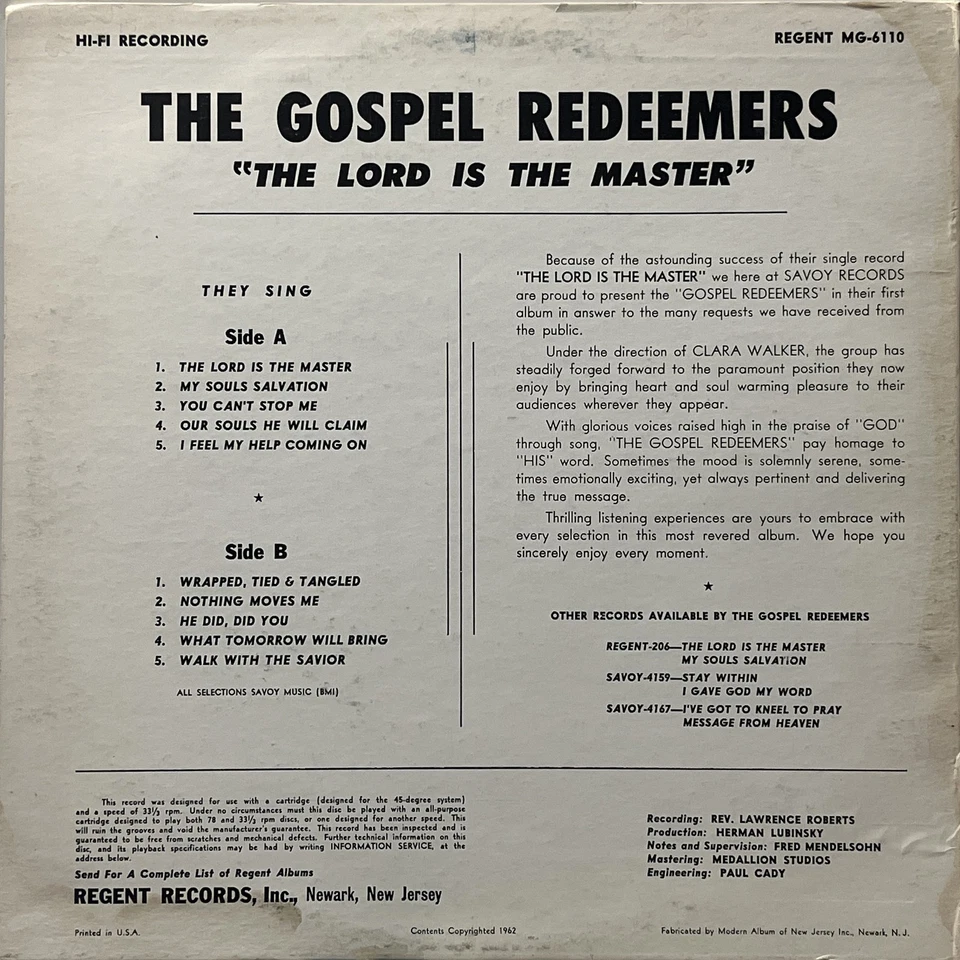 HI-FI RECORDING
REGENT MG-6110
THE GOSPEL REDEEMERS
"THE LORD IS THE MASTER"
THEY SING
Side A
1. THE LORD IS THE MASTER
2. MY SOULS SALVATION
3. YOU CAN'T STOP ME
4. OUR SOULS HE WILL CLAIM
5. I FEEL MY HELP COMING ON
Side B
1. WRAPPED, TIED & TANGLED
2. NOTHING MOVES ME
3. HE DID, DID YOU
4. WHAT TOMORROW WILL BRING
5. WALK WITH THE SAVIOR
ALL SELECTIONS SAVOY MUSIC (BMI)
Because of the astounding success of their single record
"THE LORD IS THE MASTER" we here at SAVOY RECORDS
are proud to present the "GOSPEL REDEEMERS" in their first
album in answer to the many requests we have received from
the public.
Under the direction of CLARA WALKER, the group has
steadily forged forward to the paramount position they now
enjoy by bringing heart and soul warming pleasure to their
audiences wherever they appear.
With glorious voices raised high in the praise of "GOD"
through song, "THE GOSPEL REDEEMERS" pay homage to
"HIS" word. Sometimes the mood is solemnly serene, some-
times emotionally exciting, yet always pertinent and delivering
the true message.
Thrilling listening experiences are yours to embrace with
every selection in this most revered album. We hope you
sincerely enjoy every moment.
OTHER RECORDS AVAILABLE BY THE GOSPEL REDEEMERS
REGENT-206—THE LORD IS THE MASTER
MY SOULS SALVATION
SAVOY-4159—STAY WITHIN
I GAVE GOD MY WORD
SAVOY-4167—I'VE GOT TO KNEEL TO PRAY
MESSAGE FROM HEAVEN
This record was designed for use with a cartridge (designed for the 45-degree system)
and a speed of 33⅓ rpm. Under no circumstances must this disc be played with an all-purpose
cartridge designed to play both 78 and 33⅓ rpm discs, or one designed for another speed. This
will ruin the grooves and void the manufacturer's guarantee. This record has been inspected and is
guaranteed to be free from scratches and mechanical defects. Further technical information on this
disc, and its playback specifications may be had by writing INFORMATION SERVICE, at the
address below.
Send For A Complete List of Regent Albums
REGENT RECORDS, Inc., Newark, New Jersey
Recording: REV. LAWRENCE ROBERTS
Production: HERMAN LUBINSKY
Notes and Supervision: FRED MENDELSOHN
Mastering: MEDALLION STUDIOS
Engineering: PAUL CADY
Printed in U.S.A.
Contents Copyrighted 1962
Fabricated by Modern Album of New Jersey Inc., Newark, N. J.